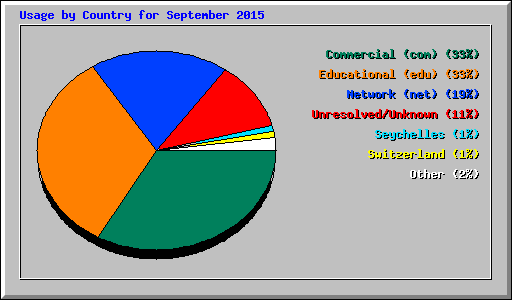 Usage by Country for September 2015
Commercial (com) (33%)
Educational (edu) (33%)
Network (net) (19%)
Unresolved/Unknown (11%)
Seychelles (1%)
Switzerland (1%)
Other (2%)